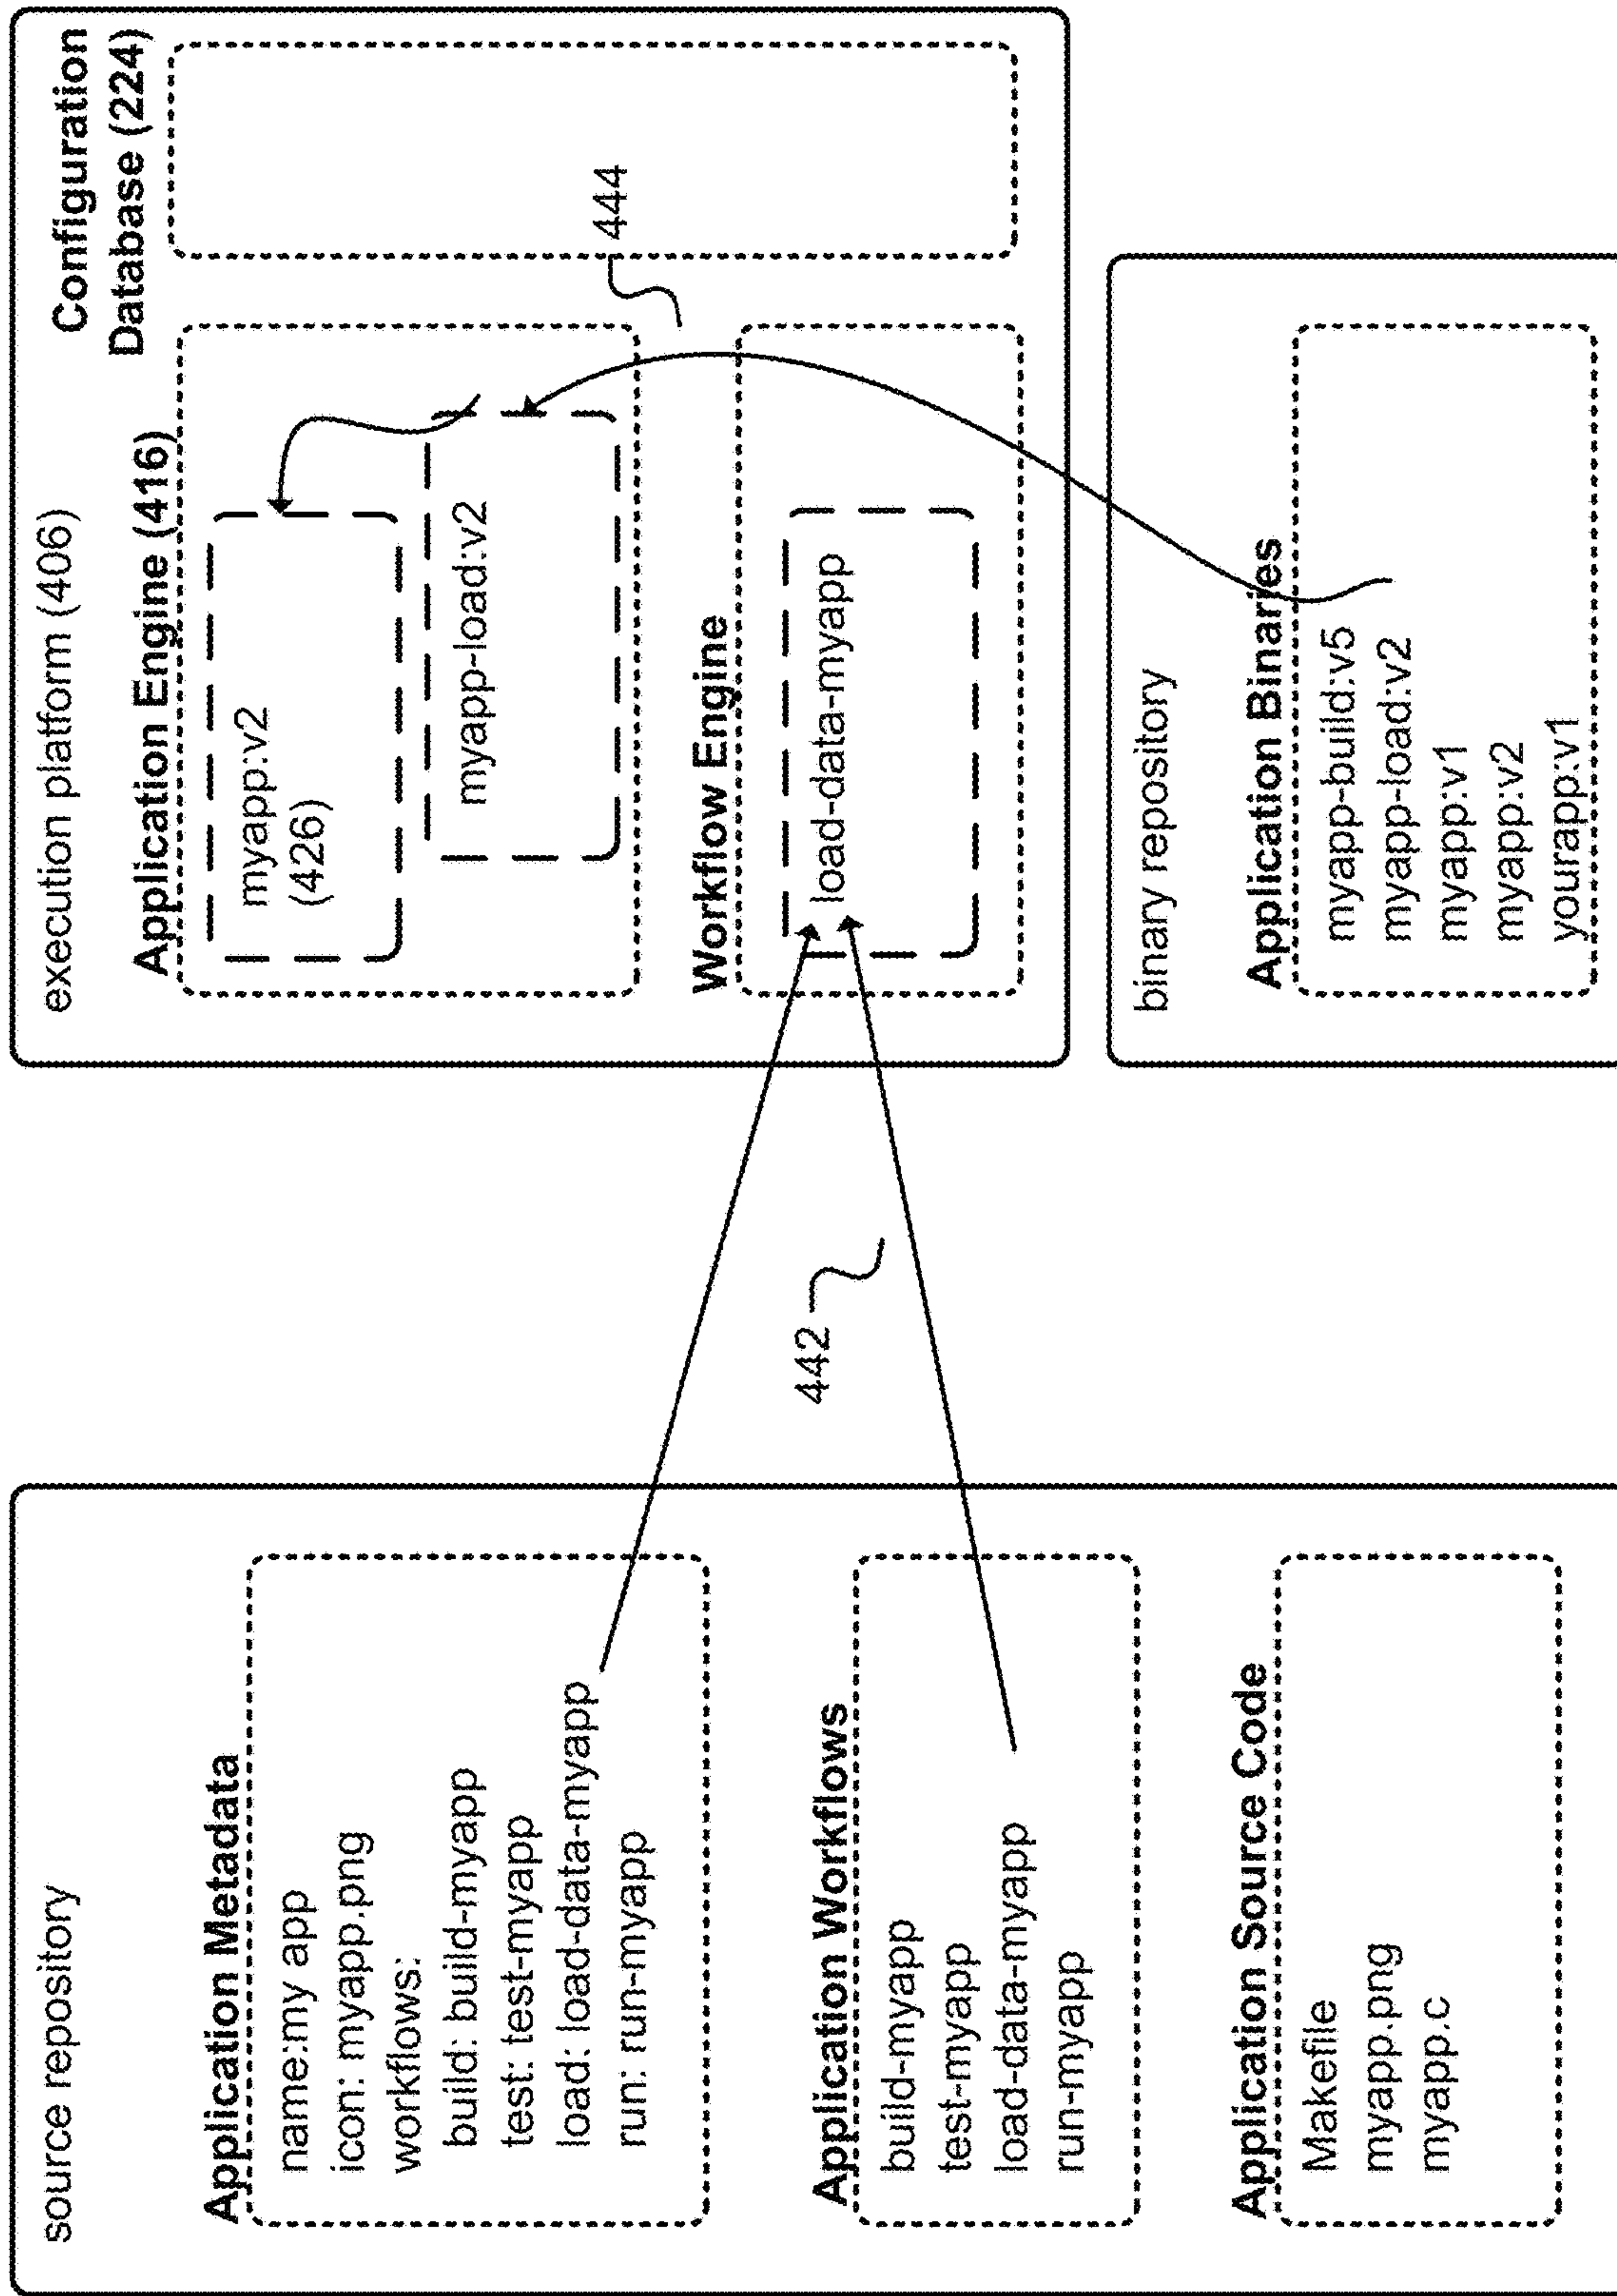 source repository
Application Metadata
name:my app
icon: myapp.png
workflows:
build: build-myapp
test: test-myapp
load: load-data-myapp
run: run-myapp
Application Workflows
build-myapp
test-myapp
load-data-myapp
run-myapp
Application Source Code
Makefile
myapp.png
myapp.c
442
execution platform (406)
Application Engine (416)
myapp:v2
(426)
myapp-load:v2
Workflow Engine
load-data-myapp
Configuration
Database (224)
444
binary repository
Application Binaries
myapp-build:v5
myapp-load:v2
myapp:v1
myapp:v2
yourapp:v1